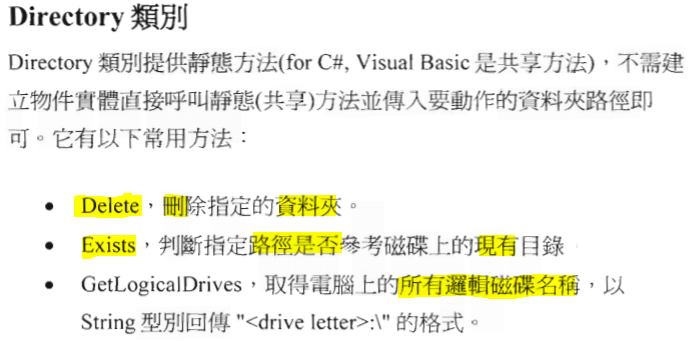 Directory 類別
Directory 類別提供靜態方法(for C#, Visual Basic 是共享方法)，不需建
立物件實體直接呼叫靜態(共享)方法並傳入要動作的資料夾路徑即
可。它有以下常用方法：
• Delete，刪除指定的資料夾。
• Exists，判斷指定路徑是否參考磁碟上的現有目錄
• GetLogicalDrives，取得電腦上的所有邏輯磁碟名稱，以
String 型別回傳 "<drive letter>:\" 的格式。